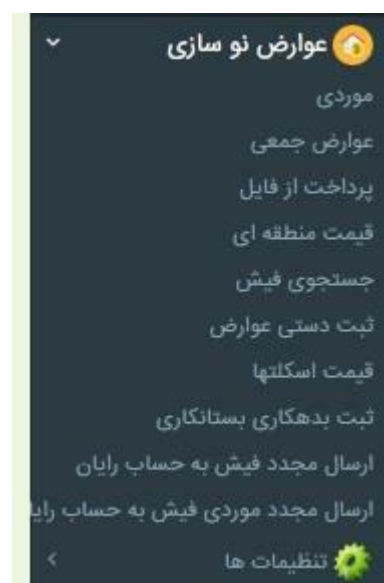 عوارض نو سازی
موردی
عوارض جمعی
پرداخت از فایل
قیمت منطقه ای
جستجوی فیش
ثبت دستی عوارض
قیمت اسکلتها
ثبت بدهکاری بستانکاری
ارسال مجدد فیش به حساب رایان
ارسال مجدد موردی فیش به حساب رایا
تنظیمات ها